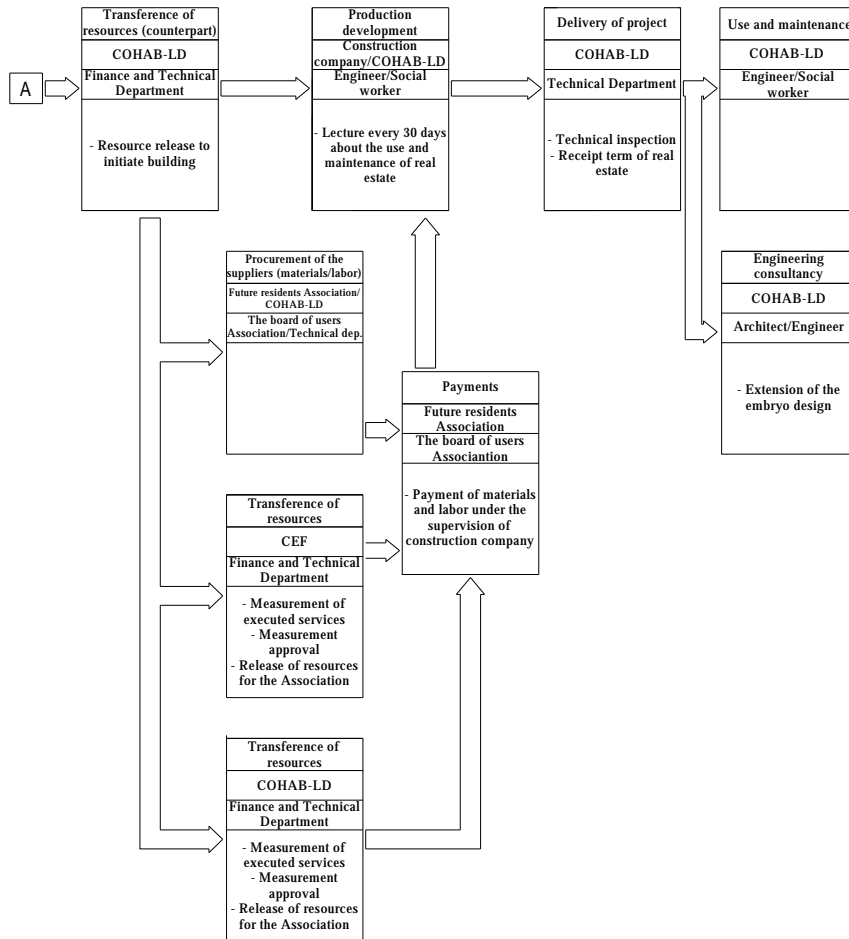 A
Transference of
resources (counterpart)
COHAB-LD
Finance and Technical
Department
- Resource release to
initiate building
Production
development
Construction
company/COHAB-LD
Engineer/Social
worker
- Lecture every 30 days
about the use and
maintenance of real
estate
Delivery of project
COHAB-LD
Technical Department
- Technical inspection
- Receipt term of real
estate
Use and maintenance
COHAB-LD
Engineer/Social
worker
Procurement of the
suppliers (materials/labor)
Future residents Association/
COHAB-LD
The board of users
Association/Technical dep.
Engineering
consultancy
COHAB-LD
Architect/Engineer
- Extension of the
embryo design
Payments
Future residents
Association
The board of users
Associantion
- Payment of materials
and labor under the
supervision of
construction company
Transference of
resources
CEF
Finance and Technical
Department
- Measurement of
executed services
- Measurement
approval
- Release of resources
for the Association
Transference of
resources
COHAB-LD
Finance and Technical
Department
- Measurement of
executed services
- Measurement
approval
- Release of resources
for the Association